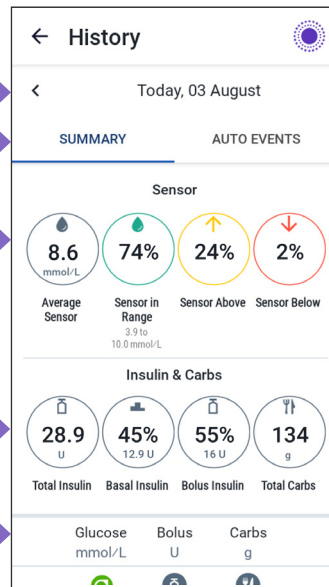 History
Today, 03 August
SUMMARY AUTO EVENTS
Sensor
8.6 74% 24% 2%
mmol/L
Average Sensor in Sensor Above Sensor Below
Sensor Range
3.9 to
10.0 mmol/L
Insulin & Carbs
28.9 45% 55% 134
U 12.9 U 16 U g
Total Insulin Basal Insulin Bolus Insulin Total Carbs
Glucose Bolus Carbs
mmol/L U g